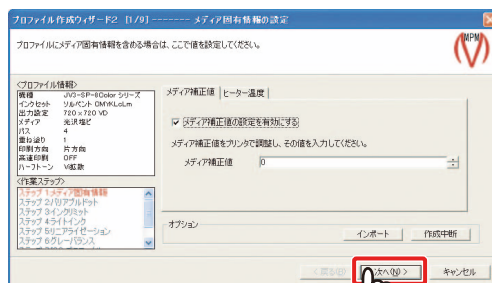 プロファイル作成ウィザード2 [1/9] ------- メディア固有情報の設定
プロファイルにメディア固有情報を含める場合は、ここで値を設定してください。
MPM
<プロファイル情報>
機種 JV3-SP-8Color シリーズ
インクセット ソルベント CMYKLcLm
出力設定 720×720 VD
メディア 光沢塩ビ
パス 4
重ね塗り 1
印刷方向 片方向
高速印刷 OFF
ハーフトーン V拡散
<作業ステップ>
ステップ 1 メディア固有情報
ステップ 2 バリアブルドット
ステップ 3 インクリミット
ステップ 4 ライトインク
ステップ 5 リニアライゼーション
ステップ 6 グレーバランス
メディア補正値
ヒーター温度
メディア補正値の設定を有効にする
メディア補正値をプリンタで調整し、その値を入力してください。
メディア補正値 0
オプション
インポート
作成中断
< 戻る(B)
次へ(N) >
キャンセル